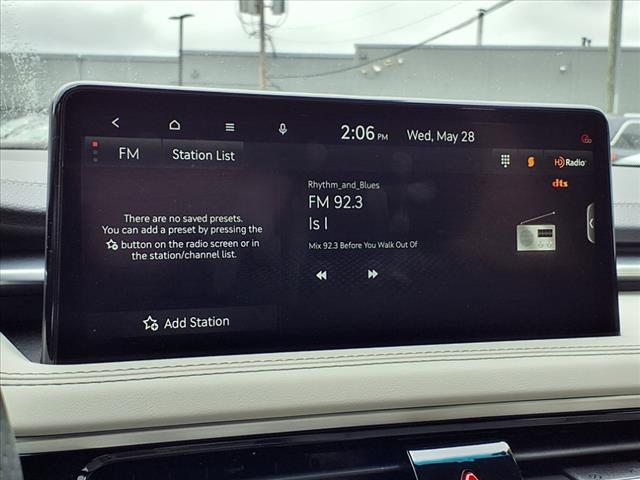 2:06 PM Wed, May 28
FM Station List
HD Radio
dts
Rhythm_and_Blues
FM 92.3
Is I
Mix 92.3 Before You Walk Out Of
There are no saved presets.
You can add a preset by pressing the
button on the radio screen or in
the station/channel list.
Add Station